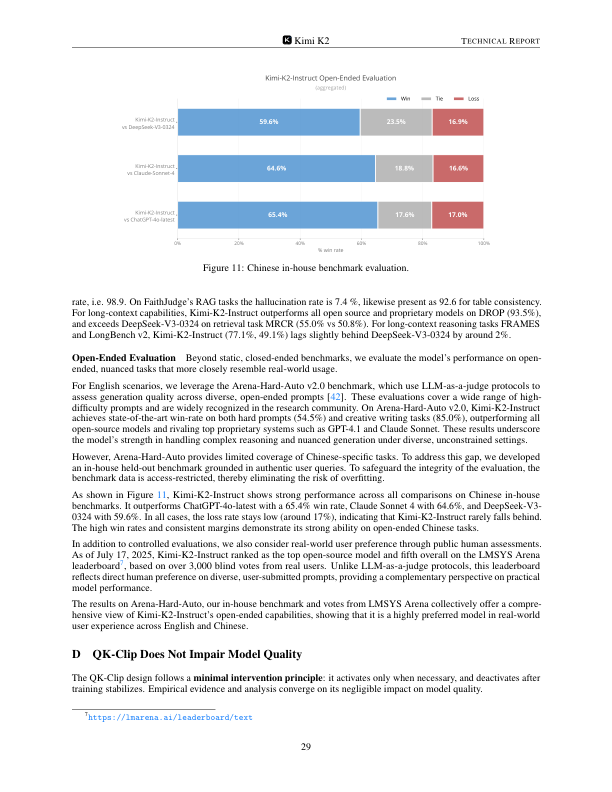 Kimi K2
TECHNICAL REPORT
Kimi-K2-Instruct Open-Ended Evaluation
(aggregated)
Win Tie Loss
Kimi-K2-Instruct
vs DeepSeek-V3-0324
59.6% 23.5% 16.9%
Kimi-K2-Instruct
vs Claude-Sonnet-4
64.6% 18.8% 16.6%
Kimi-K2-Instruct
vs ChatGPT-4o-latest
65.4% 17.6% 17.0%
0% 20% 40% 60% 80% 100%
% win rate
Figure 11: Chinese in-house benchmark evaluation.
rate, i.e. 98.9. On FaithJudge's RAG tasks the hallucination rate is 7.4 %, likewise present as 92.6 for table consistency.
For long-context capabilities, Kimi-K2-Instruct outperforms all open source and proprietary models on DROP (93.5%),
and exceeds DeepSeek-V3-0324 on retrieval task MRCR (55.0% vs 50.8%). For long-context reasoning tasks FRAMES
and LongBench v2, Kimi-K2-Instruct (77.1%, 49.1%) lags slightly behind DeepSeek-V3-0324 by around 2%.
Open-Ended Evaluation Beyond static, closed-ended benchmarks, we evaluate the model's performance on open-
ended, nuanced tasks that more closely resemble real-world usage.
For English scenarios, we leverage the Arena-Hard-Auto v2.0 benchmark, which use LLM-as-a-judge protocols to
assess generation quality across diverse, open-ended prompts [42]. These evaluations cover a wide range of high-
difficulty prompts and are widely recognized in the research community. On Arena-Hard-Auto v2.0, Kimi-K2-Instruct
achieves state-of-the-art win-rate on both hard prompts (54.5%) and creative writing tasks (85.0%), outperforming all
open-source models and rivaling top proprietary systems such as GPT-4.1 and Claude Sonnet. These results underscore
the model's strength in handling complex reasoning and nuanced generation under diverse, unconstrained settings.
However, Arena-Hard-Auto provides limited coverage of Chinese-specific tasks. To address this gap, we developed
an in-house held-out benchmark grounded in authentic user queries. To safeguard the integrity of the evaluation, the
benchmark data is access-restricted, thereby eliminating the risk of overfitting.
As shown in Figure 11, Kimi-K2-Instruct shows strong performance across all comparisons on Chinese in-house
benchmarks. It outperforms ChatGPT-4o-latest with a 65.4% win rate, Claude Sonnet 4 with 64.6%, and DeepSeek-V3-
0324 with 59.6%. In all cases, the loss rate stays low (around 17%), indicating that Kimi-K2-Instruct rarely falls behind.
The high win rates and consistent margins demonstrate its strong ability on open-ended Chinese tasks.
In addition to controlled evaluations, we also consider real-world user preference through public human assessments.
As of July 17, 2025, Kimi-K2-Instruct ranked as the top open-source model and fifth overall on the LMSYS Arena
leaderboard7, based on over 3,000 blind votes from real users. Unlike LLM-as-a-judge protocols, this leaderboard
reflects direct human preference on diverse, user-submitted prompts, providing a complementary perspective on practical
model performance.
The results on Arena-Hard-Auto, our in-house benchmark and votes from LMSYS Arena collectively offer a compre-
hensive view of Kimi-K2-Instruct's open-ended capabilities, showing that it is a highly preferred model in real-world
user experience across English and Chinese.
D QK-Clip Does Not Impair Model Quality
The QK-Clip design follows a minimal intervention principle: it activates only when necessary, and deactivates after
training stabilizes. Empirical evidence and analysis converge on its negligible impact on model quality.
7https://lmarena.ai/leaderboard/text
29